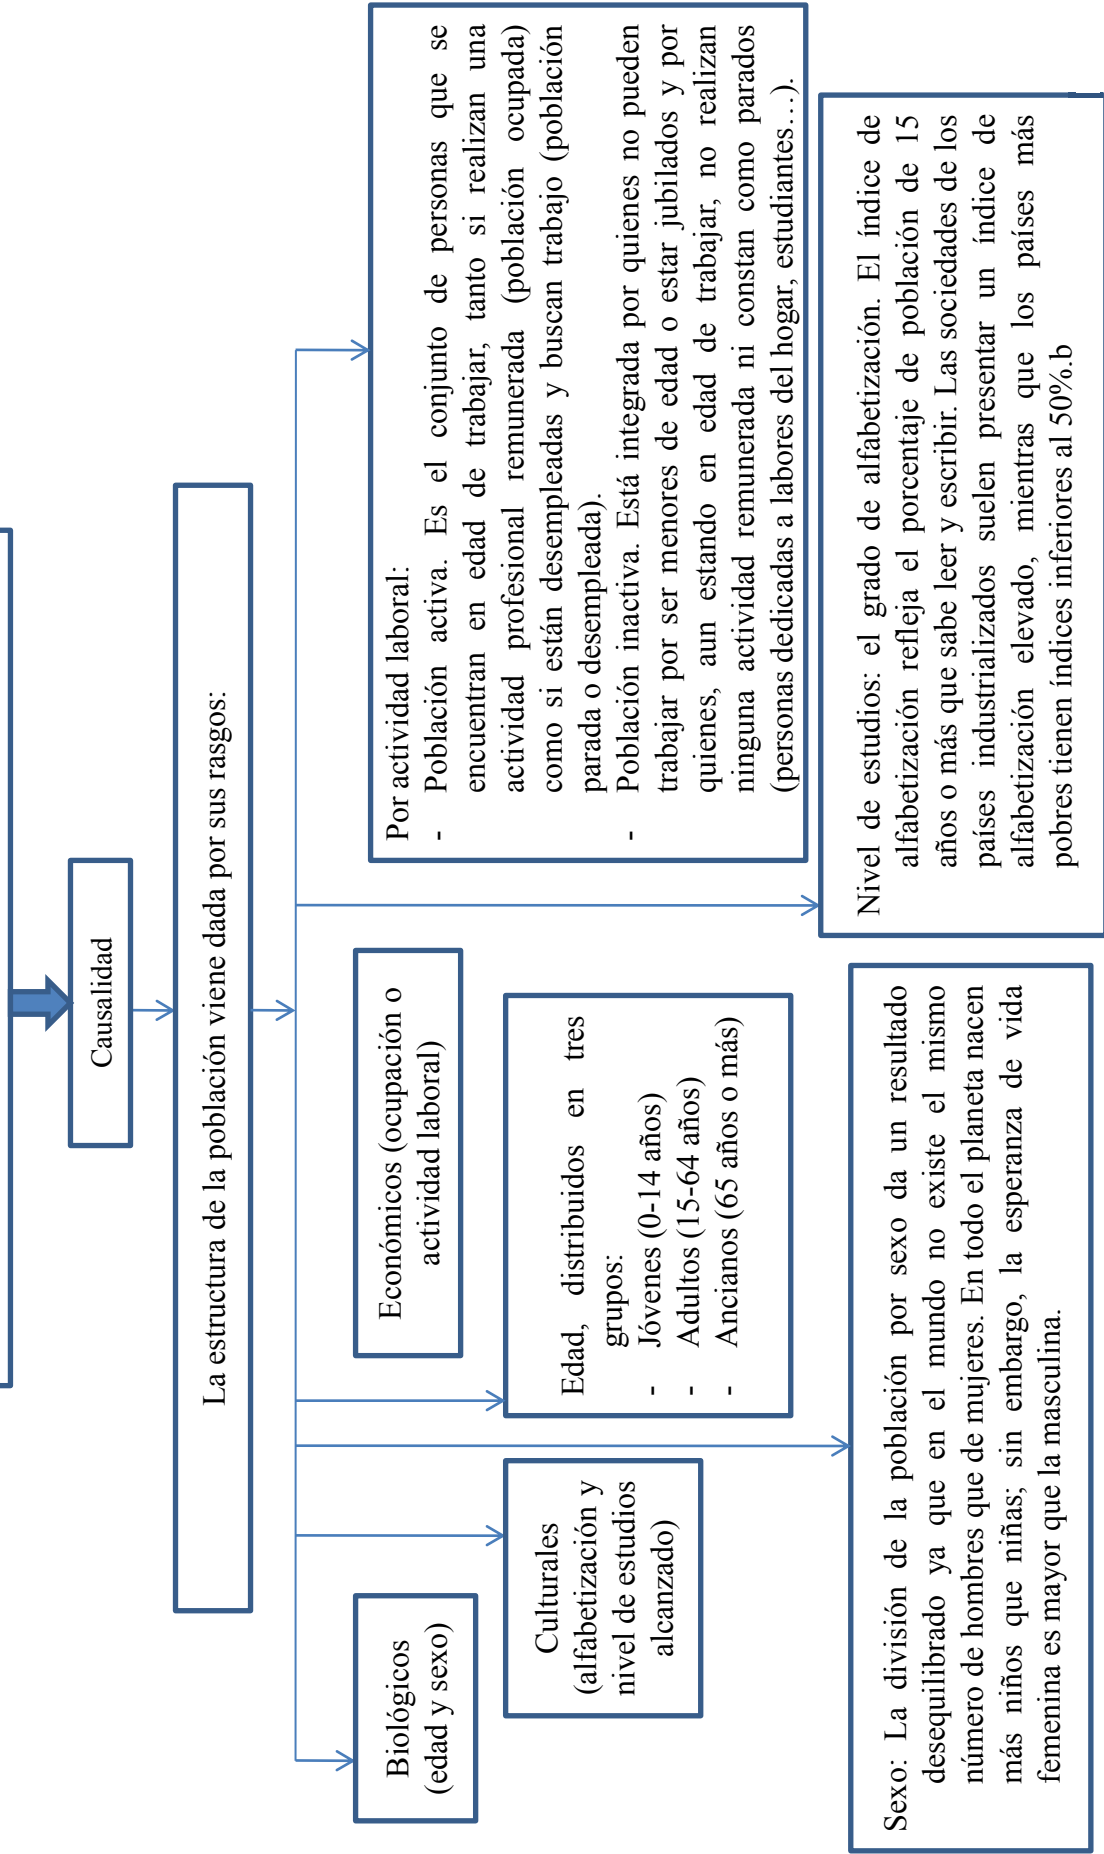 Causalidad
La estructura de la población viene dada por sus rasgos:
Biológicos
(edad y sexo)
Culturales
(alfabetización y
nivel de estudios
alcanzado)
Económicos (ocupación o
actividad laboral)
Edad, distribuidos en tres
grupos:
- Jóvenes (0-14 años)
- Adultos (15-64 años)
- Ancianos (65 años o más)
Sexo: La división de la población por sexo da un resultado
desequilibrado ya que en el mundo no existe el mismo
número de hombres que de mujeres. En todo el planeta nacen
más niños que niñas; sin embargo, la esperanza de vida
femenina es mayor que la masculina.
Por actividad laboral:
- Población activa. Es el conjunto de personas que se
encuentran en edad de trabajar, tanto si realizan una
actividad profesional remunerada (población ocupada)
como si están desempleadas y buscan trabajo (población
parada o desempleada).
- Población inactiva. Está integrada por quienes no pueden
trabajar por ser menores de edad o estar jubilados y por
quienes, aun estando en edad de trabajar, no realizan
ninguna actividad remunerada ni constan como parados
(personas dedicadas a labores del hogar, estudiantes…).
Nivel de estudios: el grado de alfabetización. El índice de
alfabetización refleja el porcentaje de población de 15
años o más que sabe leer y escribir. Las sociedades de los
países industrializados suelen presentar un índice de
alfabetización elevado, mientras que los países más
pobres tienen índices inferiores al 50%.b